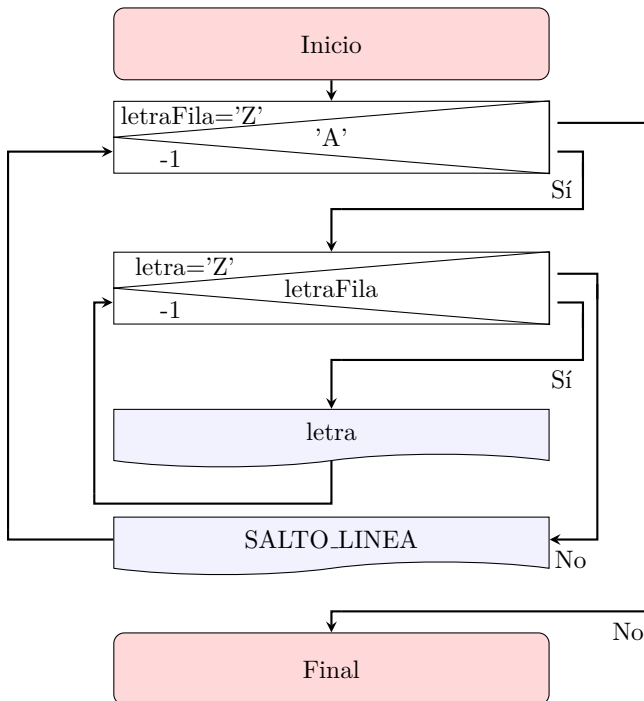 Inicio
letraFila='Z'
'A'
-1
Sí
letra='Z'
letraFila
-1
Sí
letra
SALTO_LINEA
No
No
Final